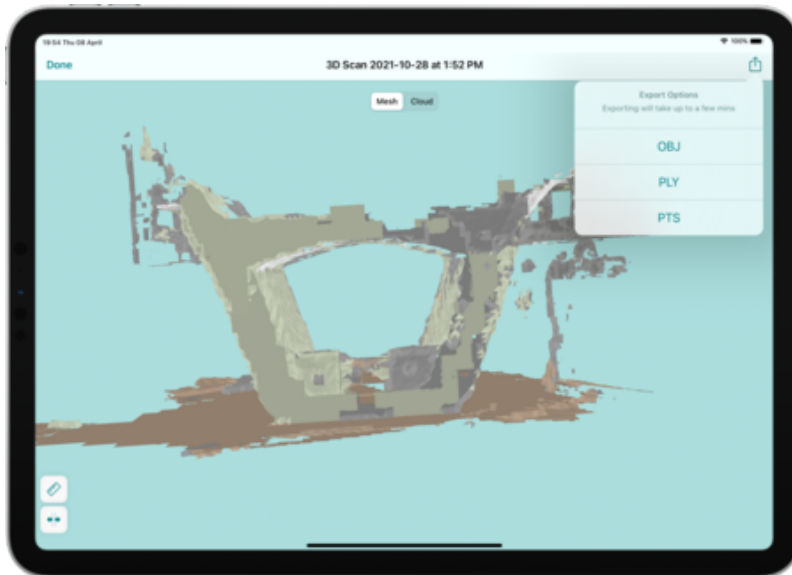 19:54 Thu 08 April
100%
Done
3D Scan 2021-10-28 at 1:52 PM
Mesh
Cloud
Export Options
Exporting will take up to a few mins
OBJ
PLY
PTS